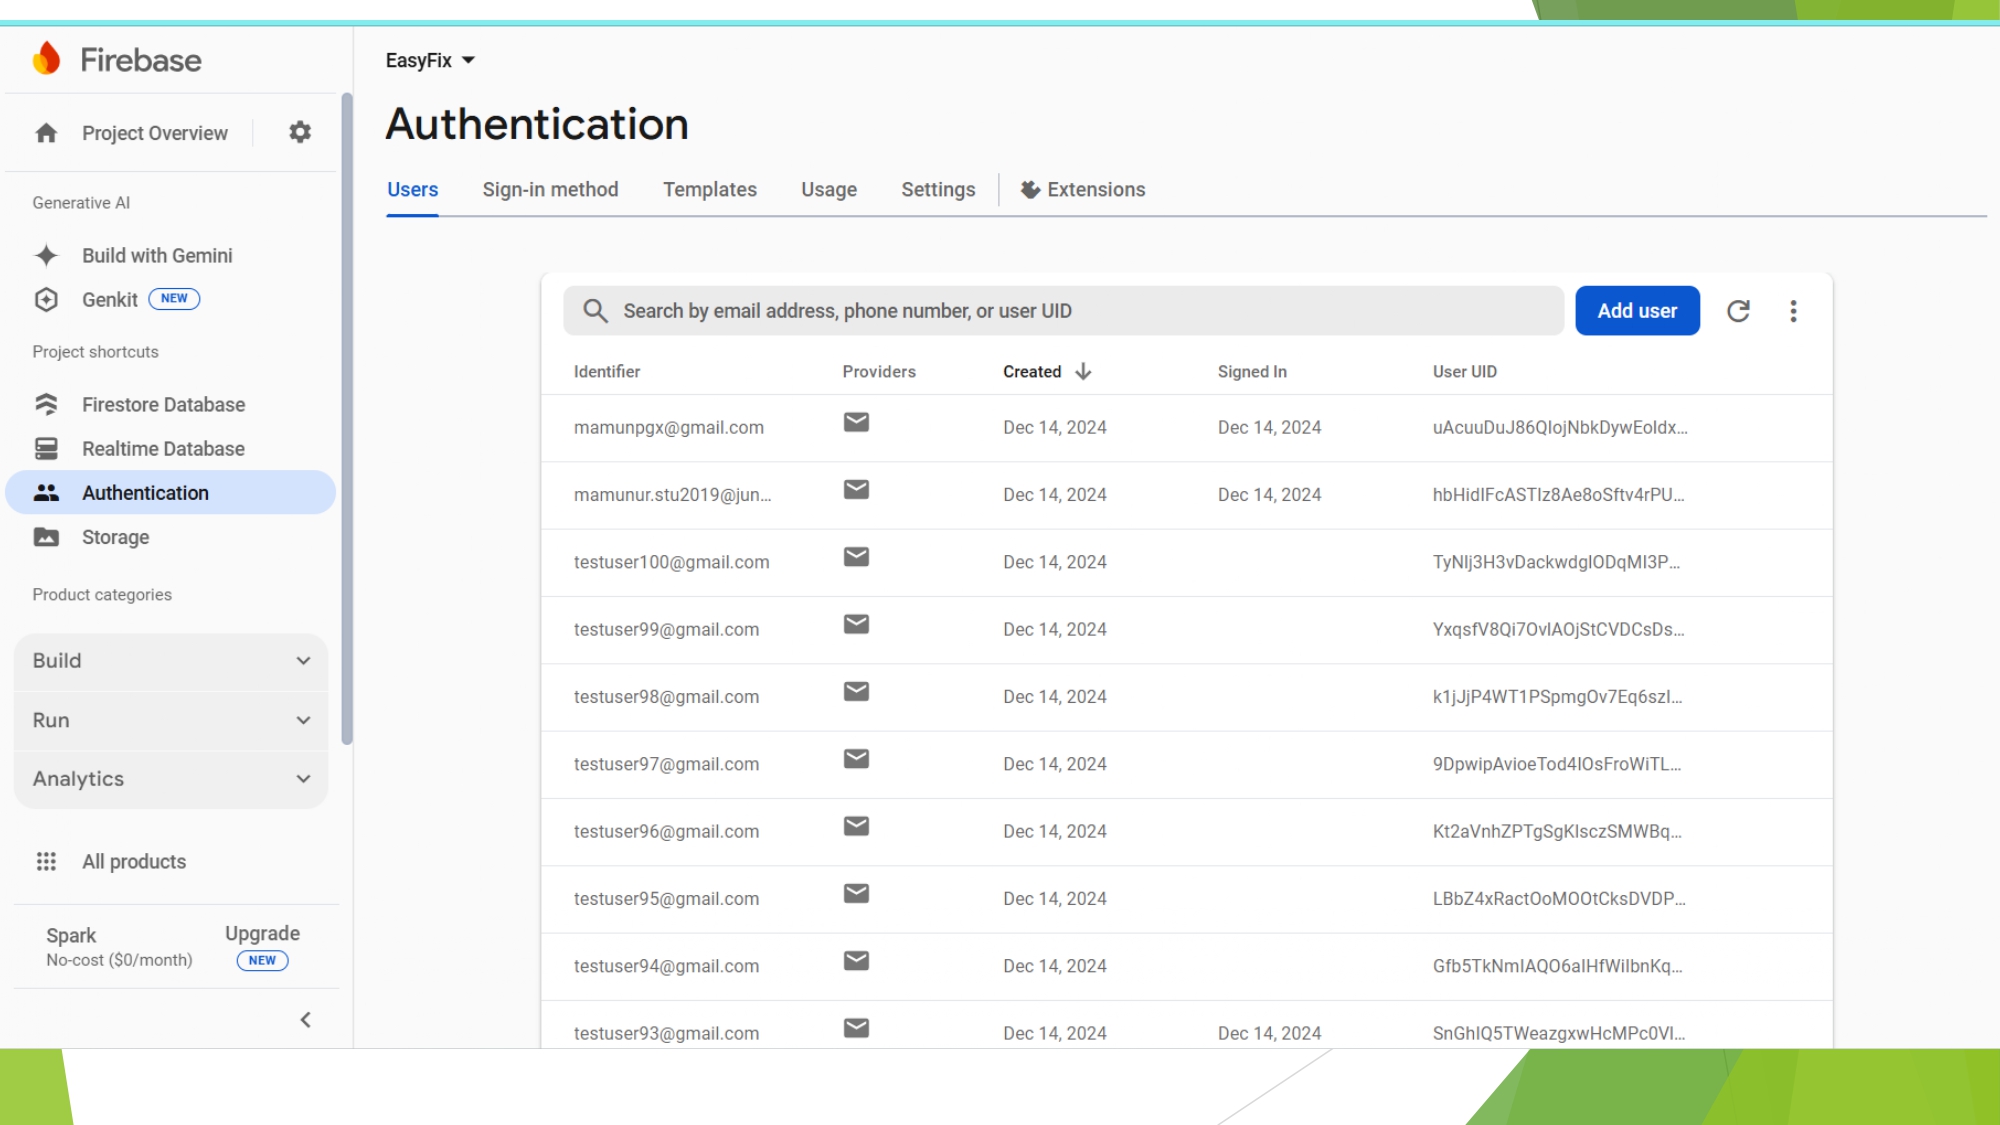 Firebase
Project Overview
Generative AI
Build with Gemini
Genkit NEW
Project shortcuts
Firestore Database
Realtime Database
Authentication
Storage
Product categories
Build
Run
Analytics
All products
Spark
No-cost ($0/month)
Upgrade
NEW
EasyFix
Authentication
Users Sign-in method Templates Usage Settings Extensions
Search by email address, phone number, or user UID Add user
Identifier Providers Created Signed In User UID
mamunpgx@gmail.com Dec 14, 2024 Dec 14, 2024 uAcuuDuJ86QIojNbkDywEoldx...
mamunur.stu2019@jun... Dec 14, 2024 Dec 14, 2024 hbHidIFcASTIz8Ae8oSftv4rPU...
testuser100@gmail.com Dec 14, 2024 TyNlj3H3vDackwdgIODqMI3P...
testuser99@gmail.com Dec 14, 2024 YxqsfV8Qi7OvlAOjStCVDCsDs...
testuser98@gmail.com Dec 14, 2024 k1jJjP4WT1PSpmgOv7Eq6szI...
testuser97@gmail.com Dec 14, 2024 9DpwipAvioeTod4IOsFroWiTL...
testuser96@gmail.com Dec 14, 2024 Kt2aVnhZPTgSgKlsczSMWBq...
testuser95@gmail.com Dec 14, 2024 LBbZ4xRactOoMOOtCksDVDP...
testuser94@gmail.com Dec 14, 2024 Gfb5TkNmIAQO6alHfWilbnKq...
testuser93@gmail.com Dec 14, 2024 Dec 14, 2024 SnGhIQ5TWeazgxwHcMPc0VI...